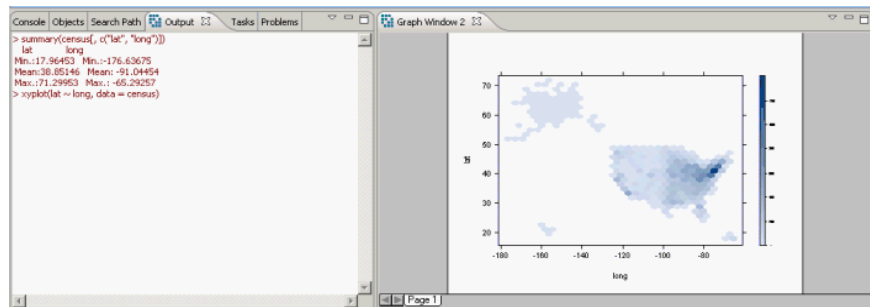 Console Objects Search Path Output Tasks Problems
> summary(census[, c("lat", "long")])
lat long
Min.:17.96453 Min.:-176.63675
Mean:38.85146 Mean: -91.04454
Max.:71.29953 Max.: -65.29257
> xyplot(lat ~ long, data = census)
Graph Window 2
70
60
50
40
30
20
lat
-180 -160 -140 -120 -100 -80
long
Page 1